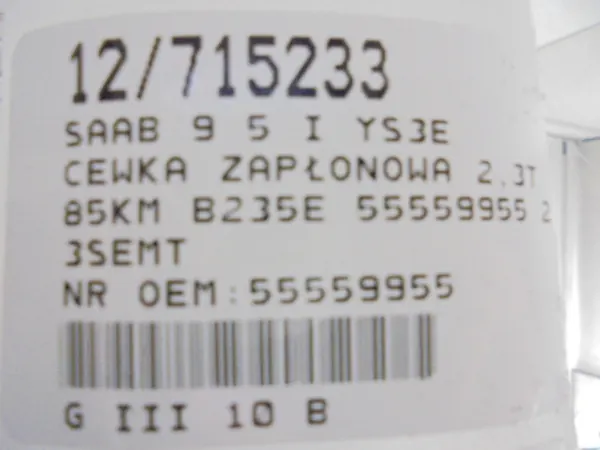 12/715233
SAAB 9 5 I YS3E
CEWKA ZAPŁONOWA 2.3T
85KM B235E 55559955 2
3SEMT
NR OEM:55559955
G III 10 B